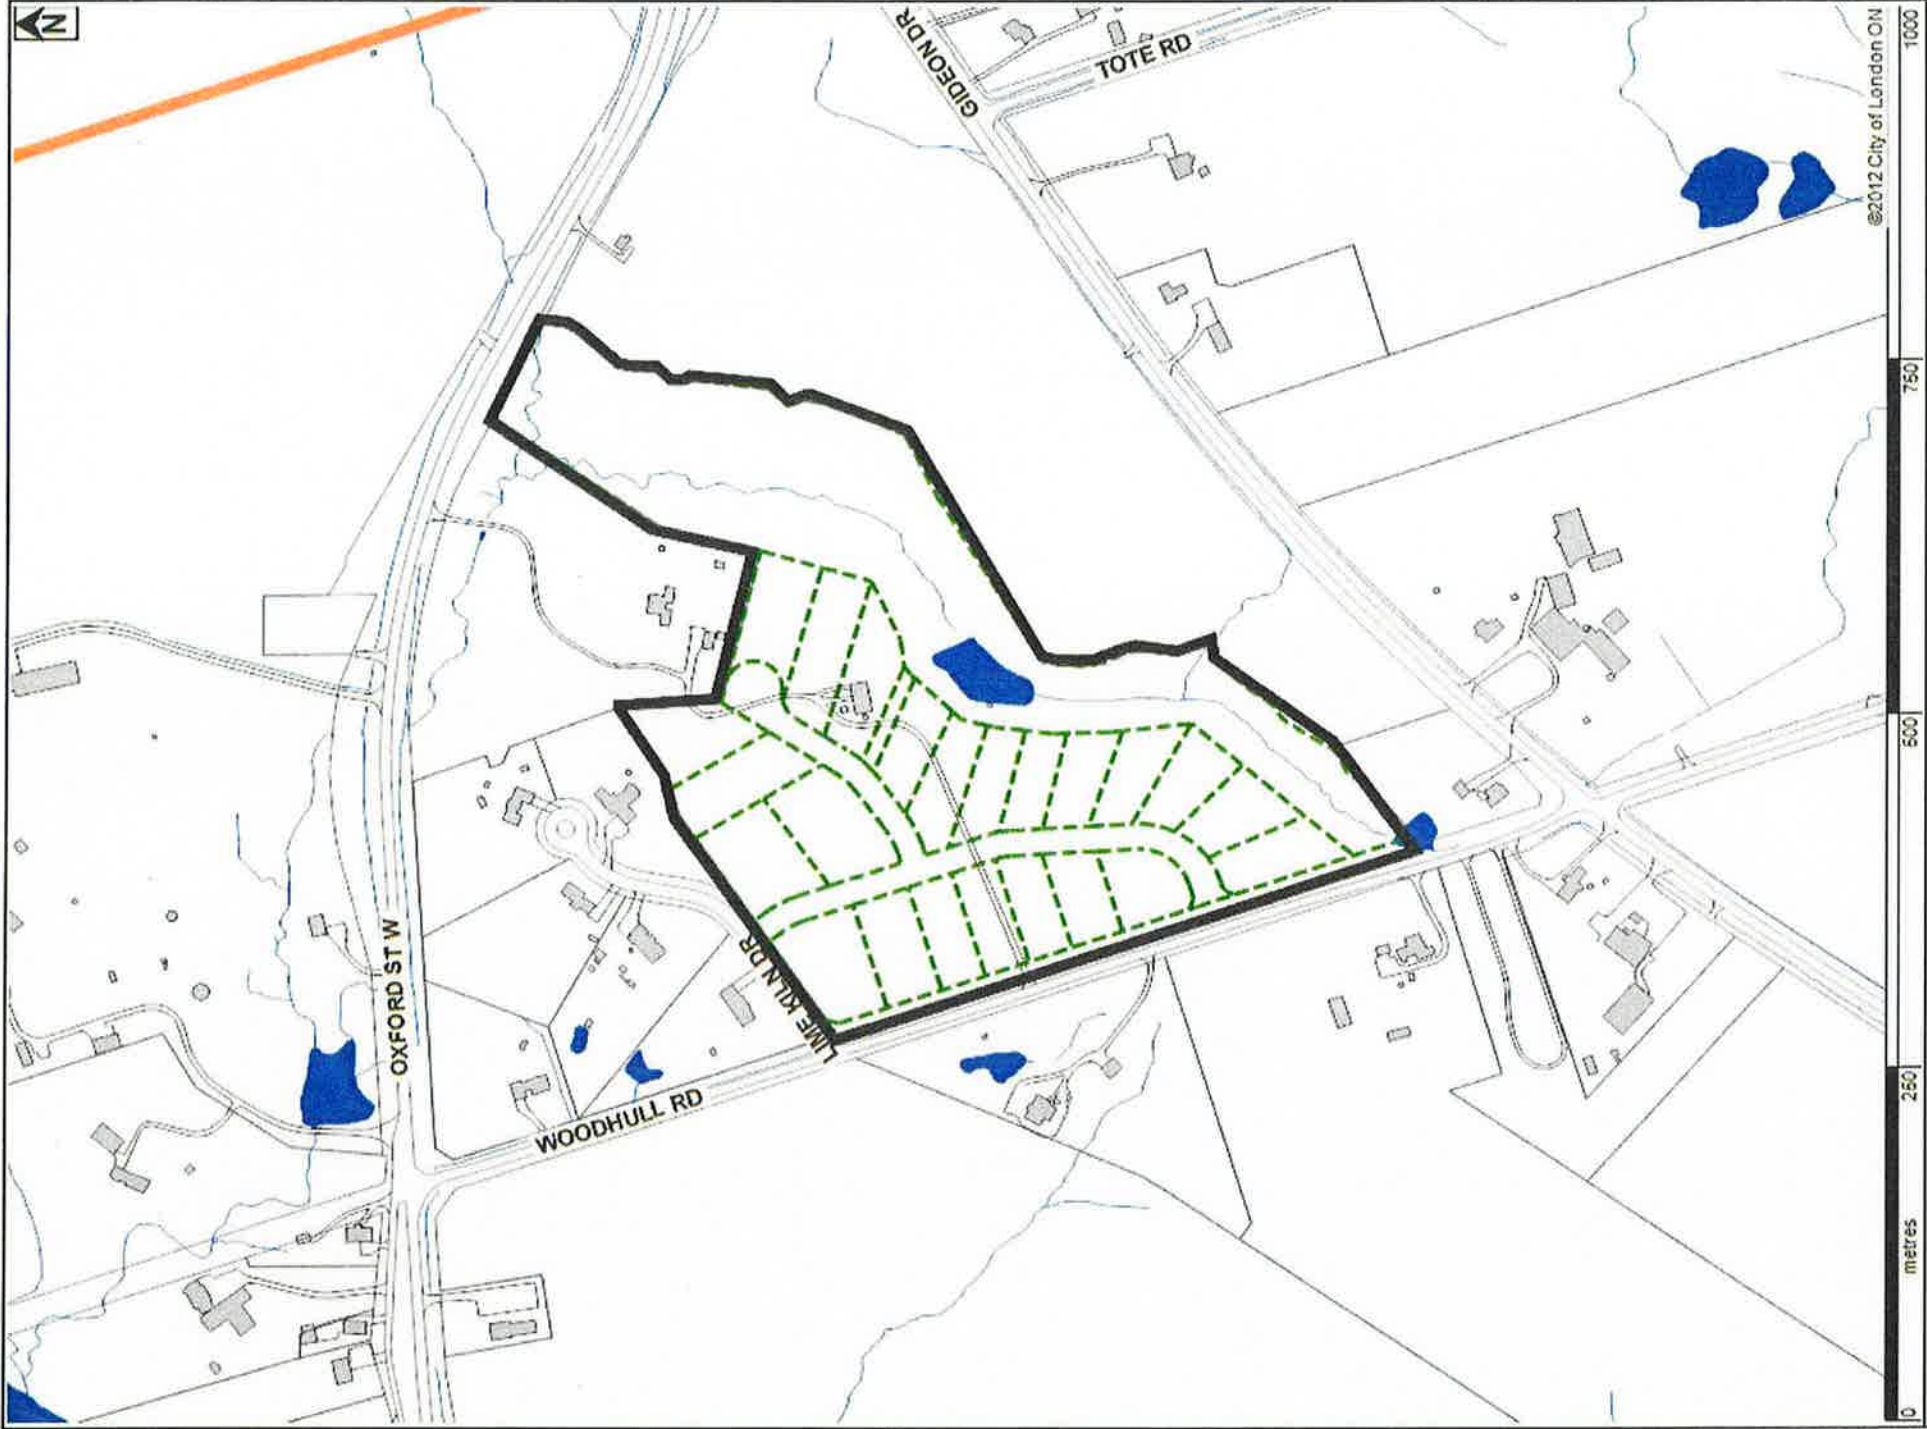 N
GIDEON DR
TOTE RD
OXFORD ST W
LIME KILN DR
WOODHULL RD
©2012 City of London ON
0
metres
250
500
750
1000